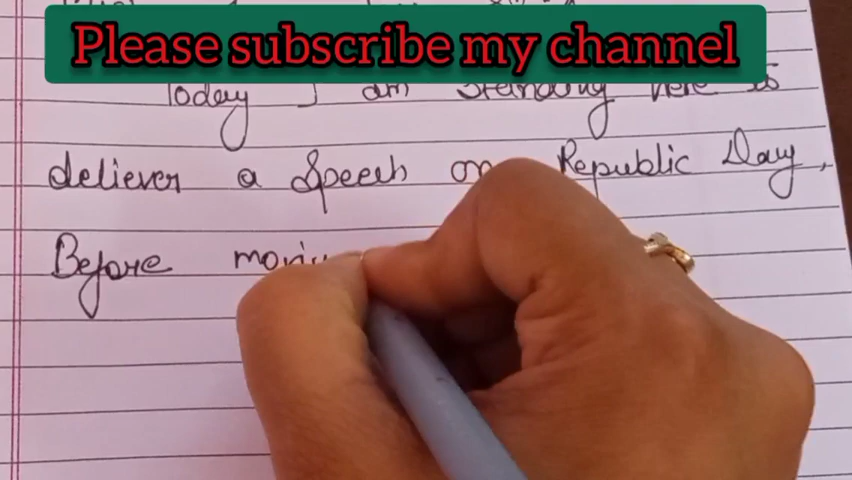 Please subscribe my channel
Today I am standing here to
deliever a Speech on Republic Day,
Before